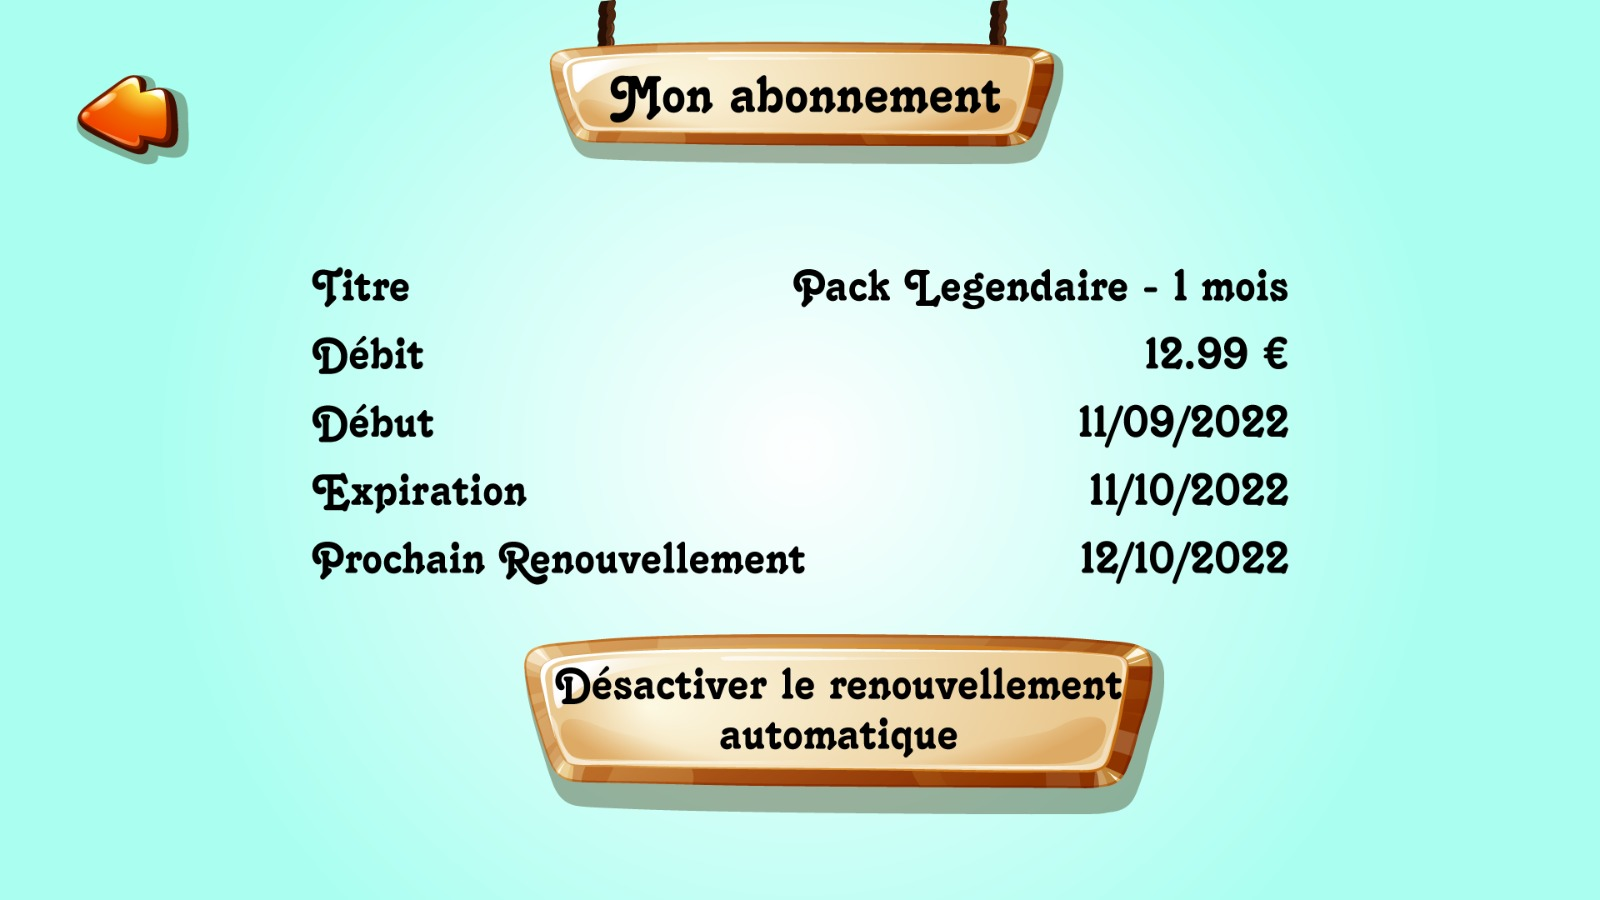 Mon abonnement
Titre Pack Legendaire - 1 mois
Débit 12.99 €
Début 11/09/2022
Expiration 11/10/2022
Prochain Renouvellement 12/10/2022
Désactiver le renouvellement
automatique